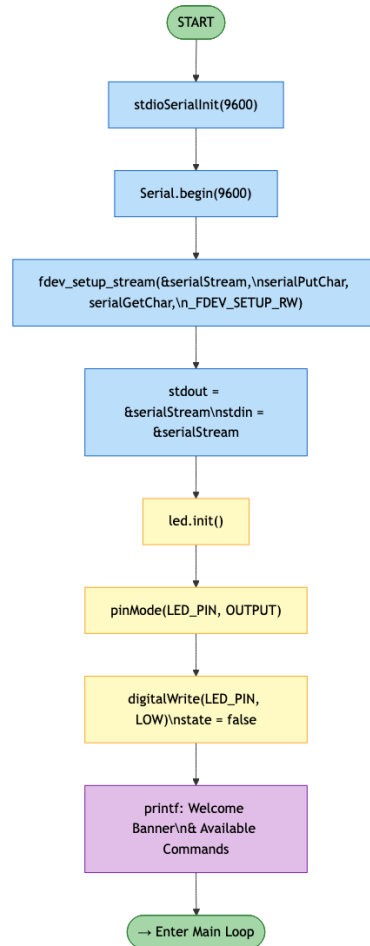 START
stdioSerialInit(9600)
Serial.begin(9600)
fdev_setup_stream(&serialStream,\nserialPutChar,
serialGetChar,\n_FDEV_SETUP_RW)
stdout =
&serialStream\nstdin =
&serialStream
led.init()
pinMode(LED_PIN, OUTPUT)
digitalWrite(LED_PIN,
LOW)\nstate = false
printf: Welcome
Banner\n& Available
Commands
→ Enter Main Loop